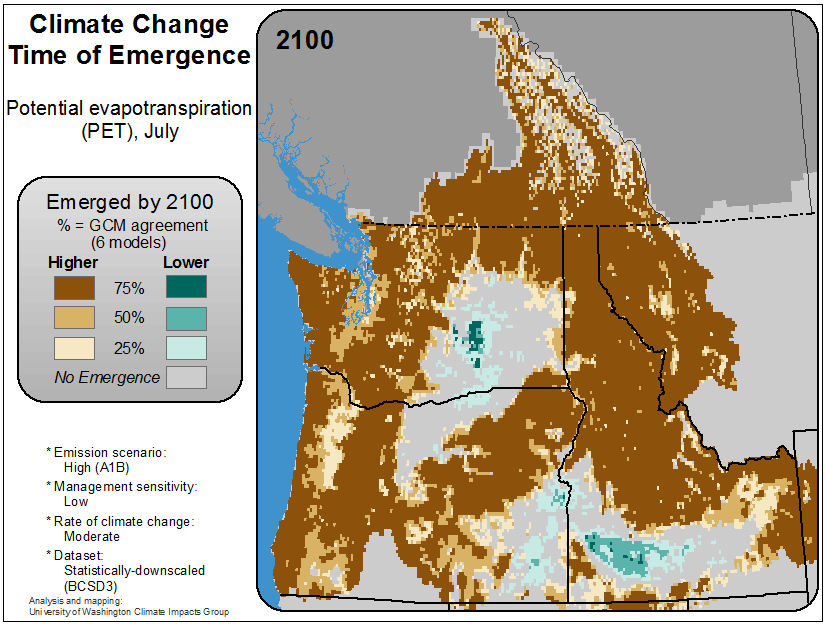 Climate Change
Time of Emergence
Potential evapotranspiration
(PET), July
Emerged by 2100
% = GCM agreement
(6 models)
Higher Lower
75%
50%
25%
No Emergence
* Emission scenario:
High (A1B)
* Management sensitivity:
Low
* Rate of climate change:
Moderate
* Dataset:
Statistically-downscaled
(BCSD3)
Analysis and mapping:
University of Washington Climate Impacts Group
2100